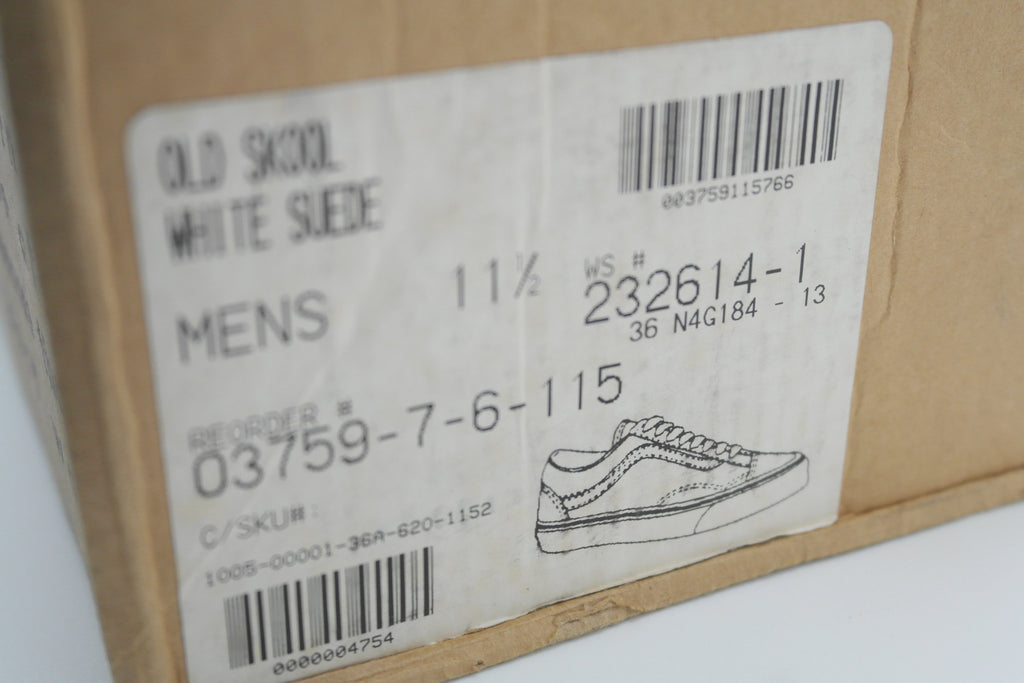 OLD SKOOL
WHITE SUEDE
003759115766
MENS 11½
WS #
232614-1
36 N4G184 - 13
REORDER #
03759-7-6-115
C/SKU#:
1005-00001-36A-620-1152
0000004754